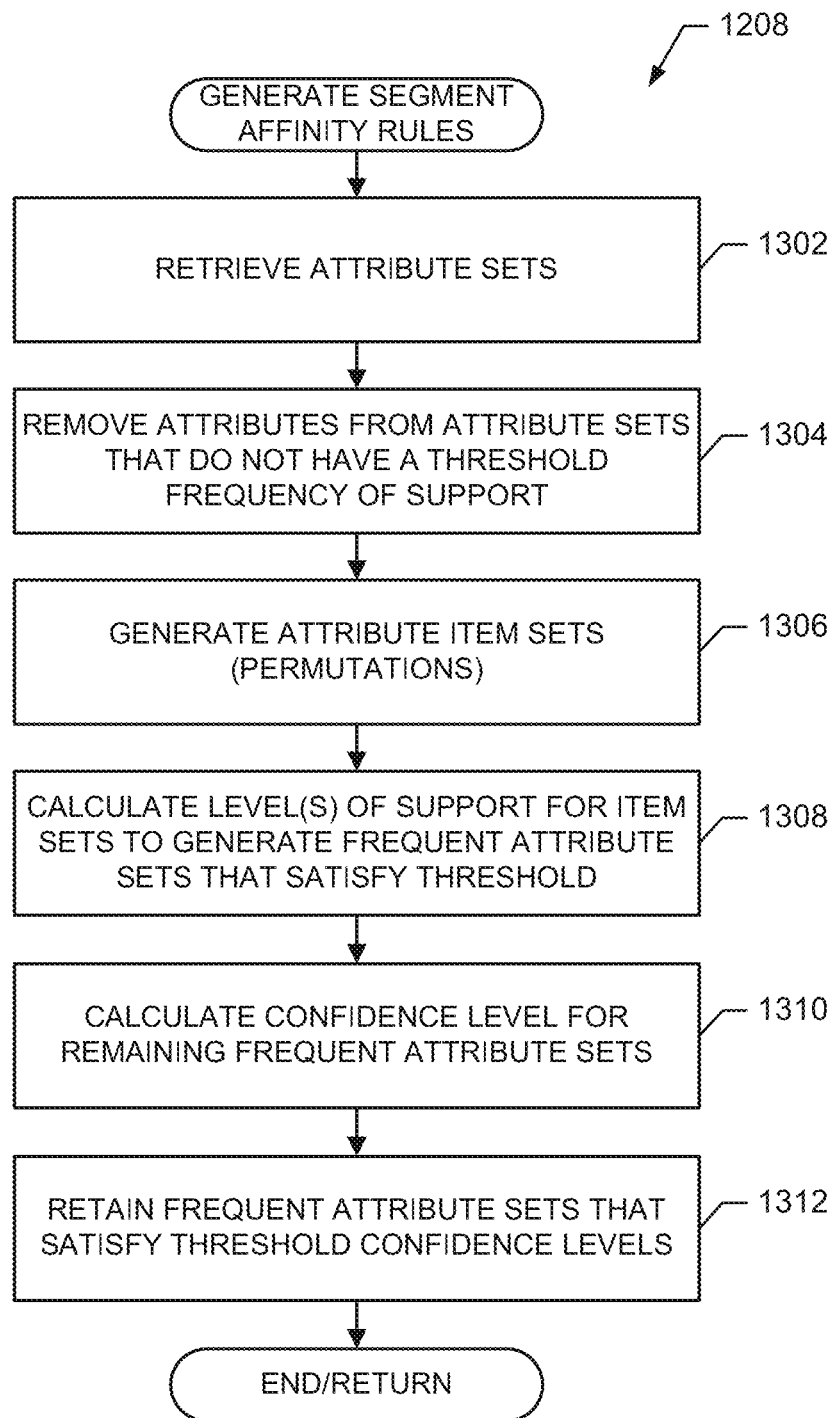 1208
GENERATE SEGMENT
AFFINITY RULES
RETRIEVE ATTRIBUTE SETS
1302
REMOVE ATTRIBUTES FROM ATTRIBUTE SETS
THAT DO NOT HAVE A THRESHOLD
FREQUENCY OF SUPPORT
1304
GENERATE ATTRIBUTE ITEM SETS
(PERMUTATIONS)
1306
CALCULATE LEVEL(S) OF SUPPORT FOR ITEM
SETS TO GENERATE FREQUENT ATTRIBUTE
SETS THAT SATISFY THRESHOLD
1308
CALCULATE CONFIDENCE LEVEL FOR
REMAINING FREQUENT ATTRIBUTE SETS
1310
RETAIN FREQUENT ATTRIBUTE SETS THAT
SATISFY THRESHOLD CONFIDENCE LEVELS
1312
END/RETURN